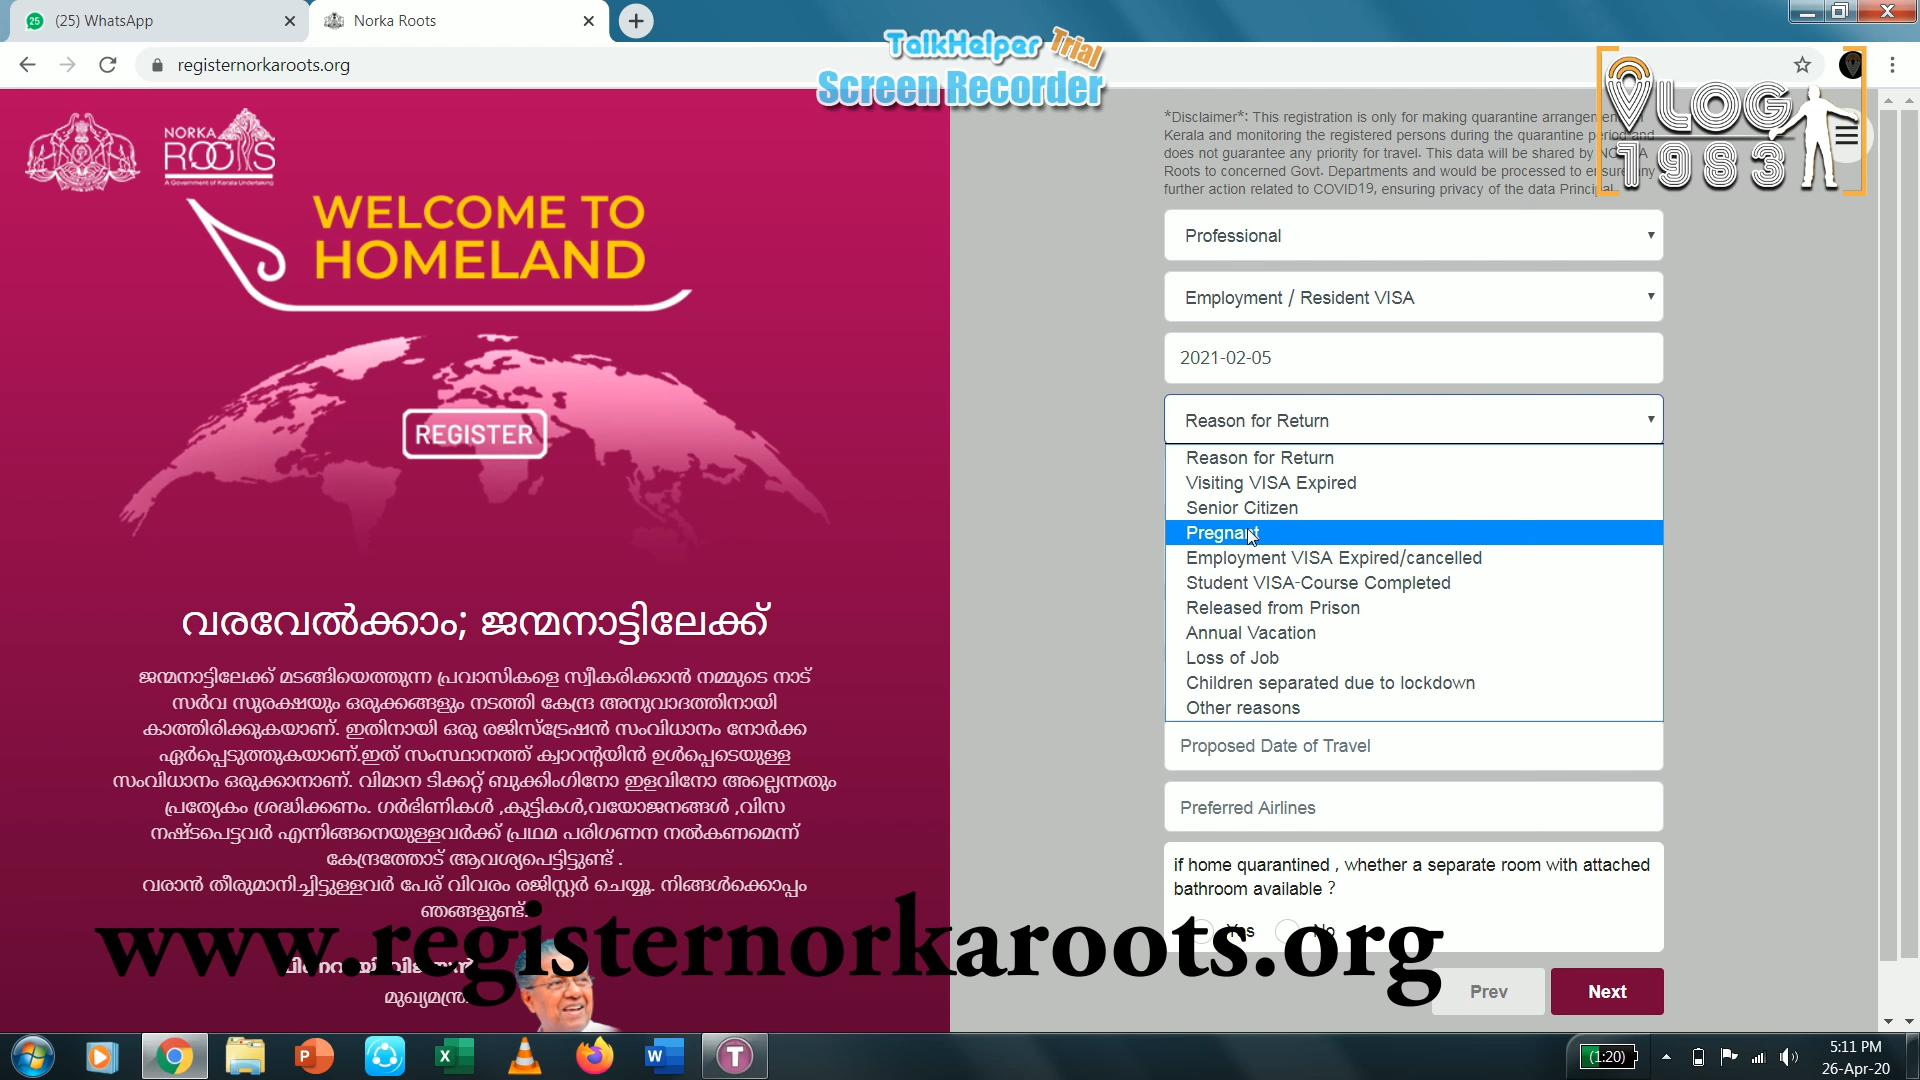 (25) WhatsApp
Norka Roots
registernorkaroots.org
TalkHelper Trial
Screen Recorder
VLOG
1983
NORKA
ROOTS
A Government of Kerala Undertaking
WELCOME TO
HOMELAND
REGISTER
വരവേൽക്കാം; ജന്മനാട്ടിലേക്ക്
ജന്മനാട്ടിലേക്ക് മടങ്ങിയെത്തുന്ന പ്രവാസികളെ സ്വീകരിക്കാൻ നമ്മുടെ നാട്
സർവ സുരക്ഷയും ഒരുക്കങ്ങളും നടത്തി കേന്ദ്ര അനുവാദത്തിനായി
കാത്തിരിക്കുകയാണ്. ഇതിനായി ഒരു രജിസ്ട്രേഷൻ സംവിധാനം നോർക്ക
ഏർപ്പെടുത്തുകയാണ്.ഇത് സംസ്ഥാനത്ത് ക്വാറന്റയിൻ ഉൾപ്പെടെയുള്ള
സംവിധാനം ഒരുക്കാനാണ്. വിമാന ടിക്കറ്റ് ബുക്കിംഗിനോ ഇളവിനോ അല്ലെന്നതും
പ്രത്യേകം ശ്രദ്ധിക്കണം. ഗർഭിണികൾ ,കുട്ടികൾ,വയോജനങ്ങൾ ,വിസ
നഷ്ടപെട്ടവർ എന്നിങ്ങനെയുള്ളവർക്ക് പ്രഥമ പരിഗണന നൽകണമെന്ന്
കേന്ദ്രത്തോട് ആവശ്യപെട്ടിട്ടുണ്ട് .
വരാൻ തീരുമാനിച്ചിട്ടുള്ളവർ പേര് വിവരം രജിസ്റ്റർ ചെയ്യൂ. നിങ്ങൾക്കൊപ്പം
ഞങ്ങളുണ്ട്.
www.registernorkaroots.org
*Disclaimer*: This registration is only for making quarantine
Kerala and monitoring the registered persons during the quarantine period and
does not guarantee any priority for travel. This data will be shared by
Roots to concerned Govt. Departments and would be processed to ensure any
further action related to COVID19, ensuring privacy of the data
Professional
Employment / Resident VISA
2021-02-05
Reason for Return
Reason for Return
Visiting VISA Expired
Senior Citizen
Pregnant
Employment VISA Expired/cancelled
Student VISA-Course Completed
Released from Prison
Annual Vacation
Loss of Job
Children separated due to lockdown
Other reasons
Proposed Date of Travel
Preferred Airlines
if home quarantined , whether a separate room with attached
bathroom available ?
Yes No
Prev Next
(1:20)
5:11 PM
26-Apr-20